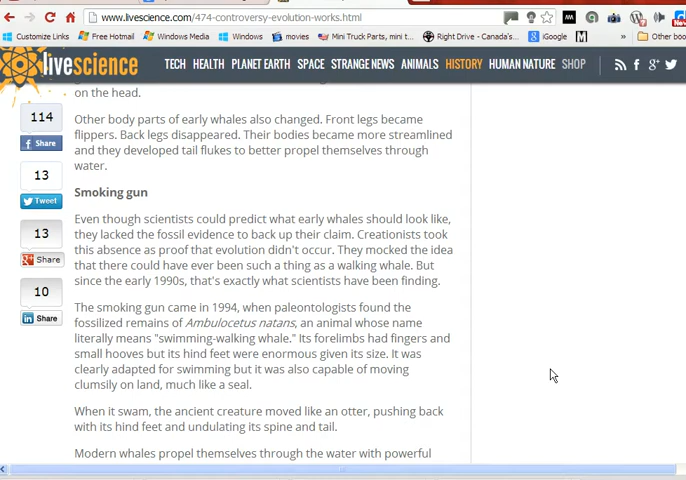 www.livescience.com/474-controversy-evolution-works.html
Customize Links Free Hotmail Windows Media Windows Mini Truck Parts, mini t... Right Drive - Canada's... iGoogle » Other boo
livescience TECH HEALTH PLANET EARTH SPACE STRANGE NEWS ANIMALS HISTORY HUMAN NATURE SHOP
on the head.
114
Share
Other body parts of early whales also changed. Front legs became
flippers. Back legs disappeared. Their bodies became more streamlined
and they developed tail flukes to better propel themselves through
water.
13
Tweet
Smoking gun
13
Share
10
Share
Even though scientists could predict what early whales should look like,
they lacked the fossil evidence to back up their claim. Creationists took
this absence as proof that evolution didn't occur. They mocked the idea
that there could have ever been such a thing as a walking whale. But
since the early 1990s, that's exactly what scientists have been finding.
The smoking gun came in 1994, when paleontologists found the
fossilized remains of Ambulocetus natans, an animal whose name
literally means "swimming-walking whale." Its forelimbs had fingers and
small hooves but its hind feet were enormous given its size. It was
clearly adapted for swimming but it was also capable of moving
clumsily on land, much like a seal.
When it swam, the ancient creature moved like an otter, pushing back
with its hind feet and undulating its spine and tail.
Modern whales propel themselves through the water with powerful